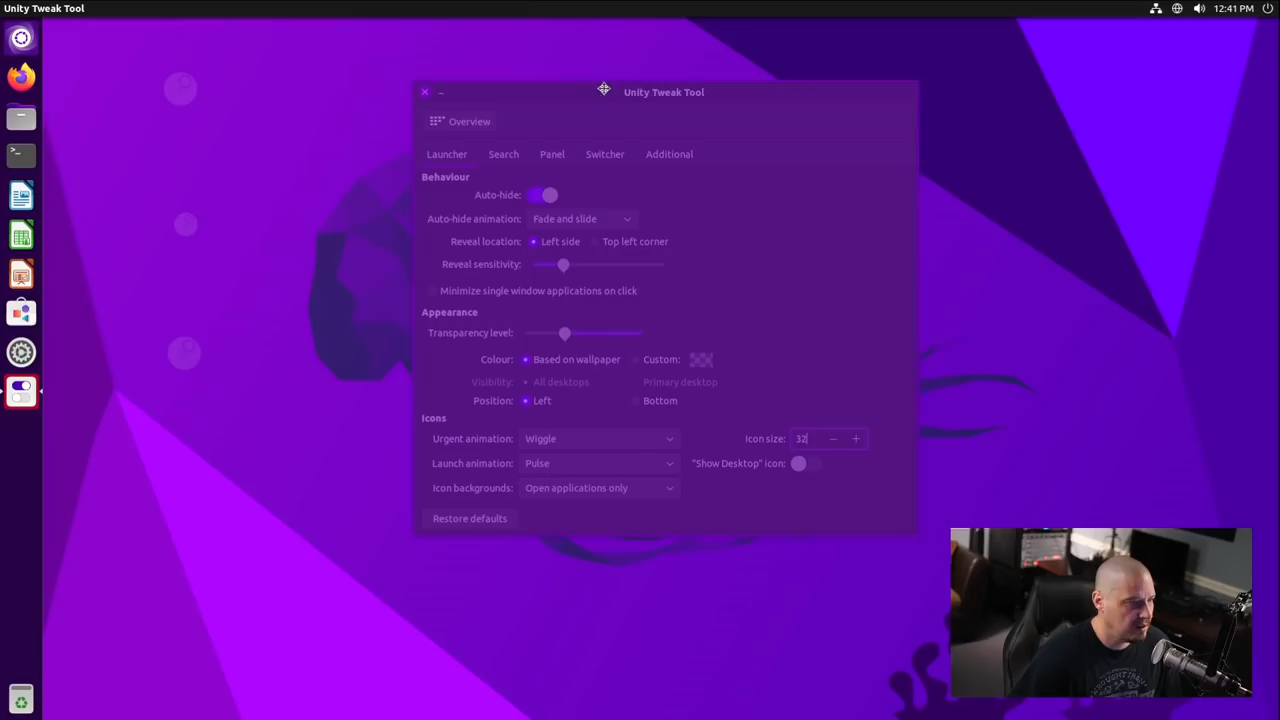 Unity Tweak Tool
12:41 PM
Unity Tweak Tool
Overview
Launcher Search Panel Switcher Additional
Behaviour
Auto-hide:
Auto-hide animation: Fade and slide
Reveal location: Left side Top left corner
Reveal sensitivity:
Minimize single window applications on click
Appearance
Transparency level:
Colour: Based on wallpaper Custom:
Visibility: All desktops Primary desktop
Position: Left Bottom
Icons
Urgent animation: Wiggle Icon size: 32
Launch animation: Pulse "Show Desktop" icon:
Icon backgrounds: Open applications only
Restore defaults